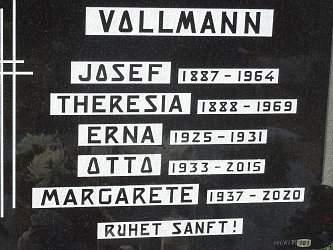 VOLLMANN
JOSEF 1887-1964
THERESIA 1888-1969
ERNA 1925-1931
OTTO 1933-2015
MARGARETE 1937-2020
RUHET SANFT!